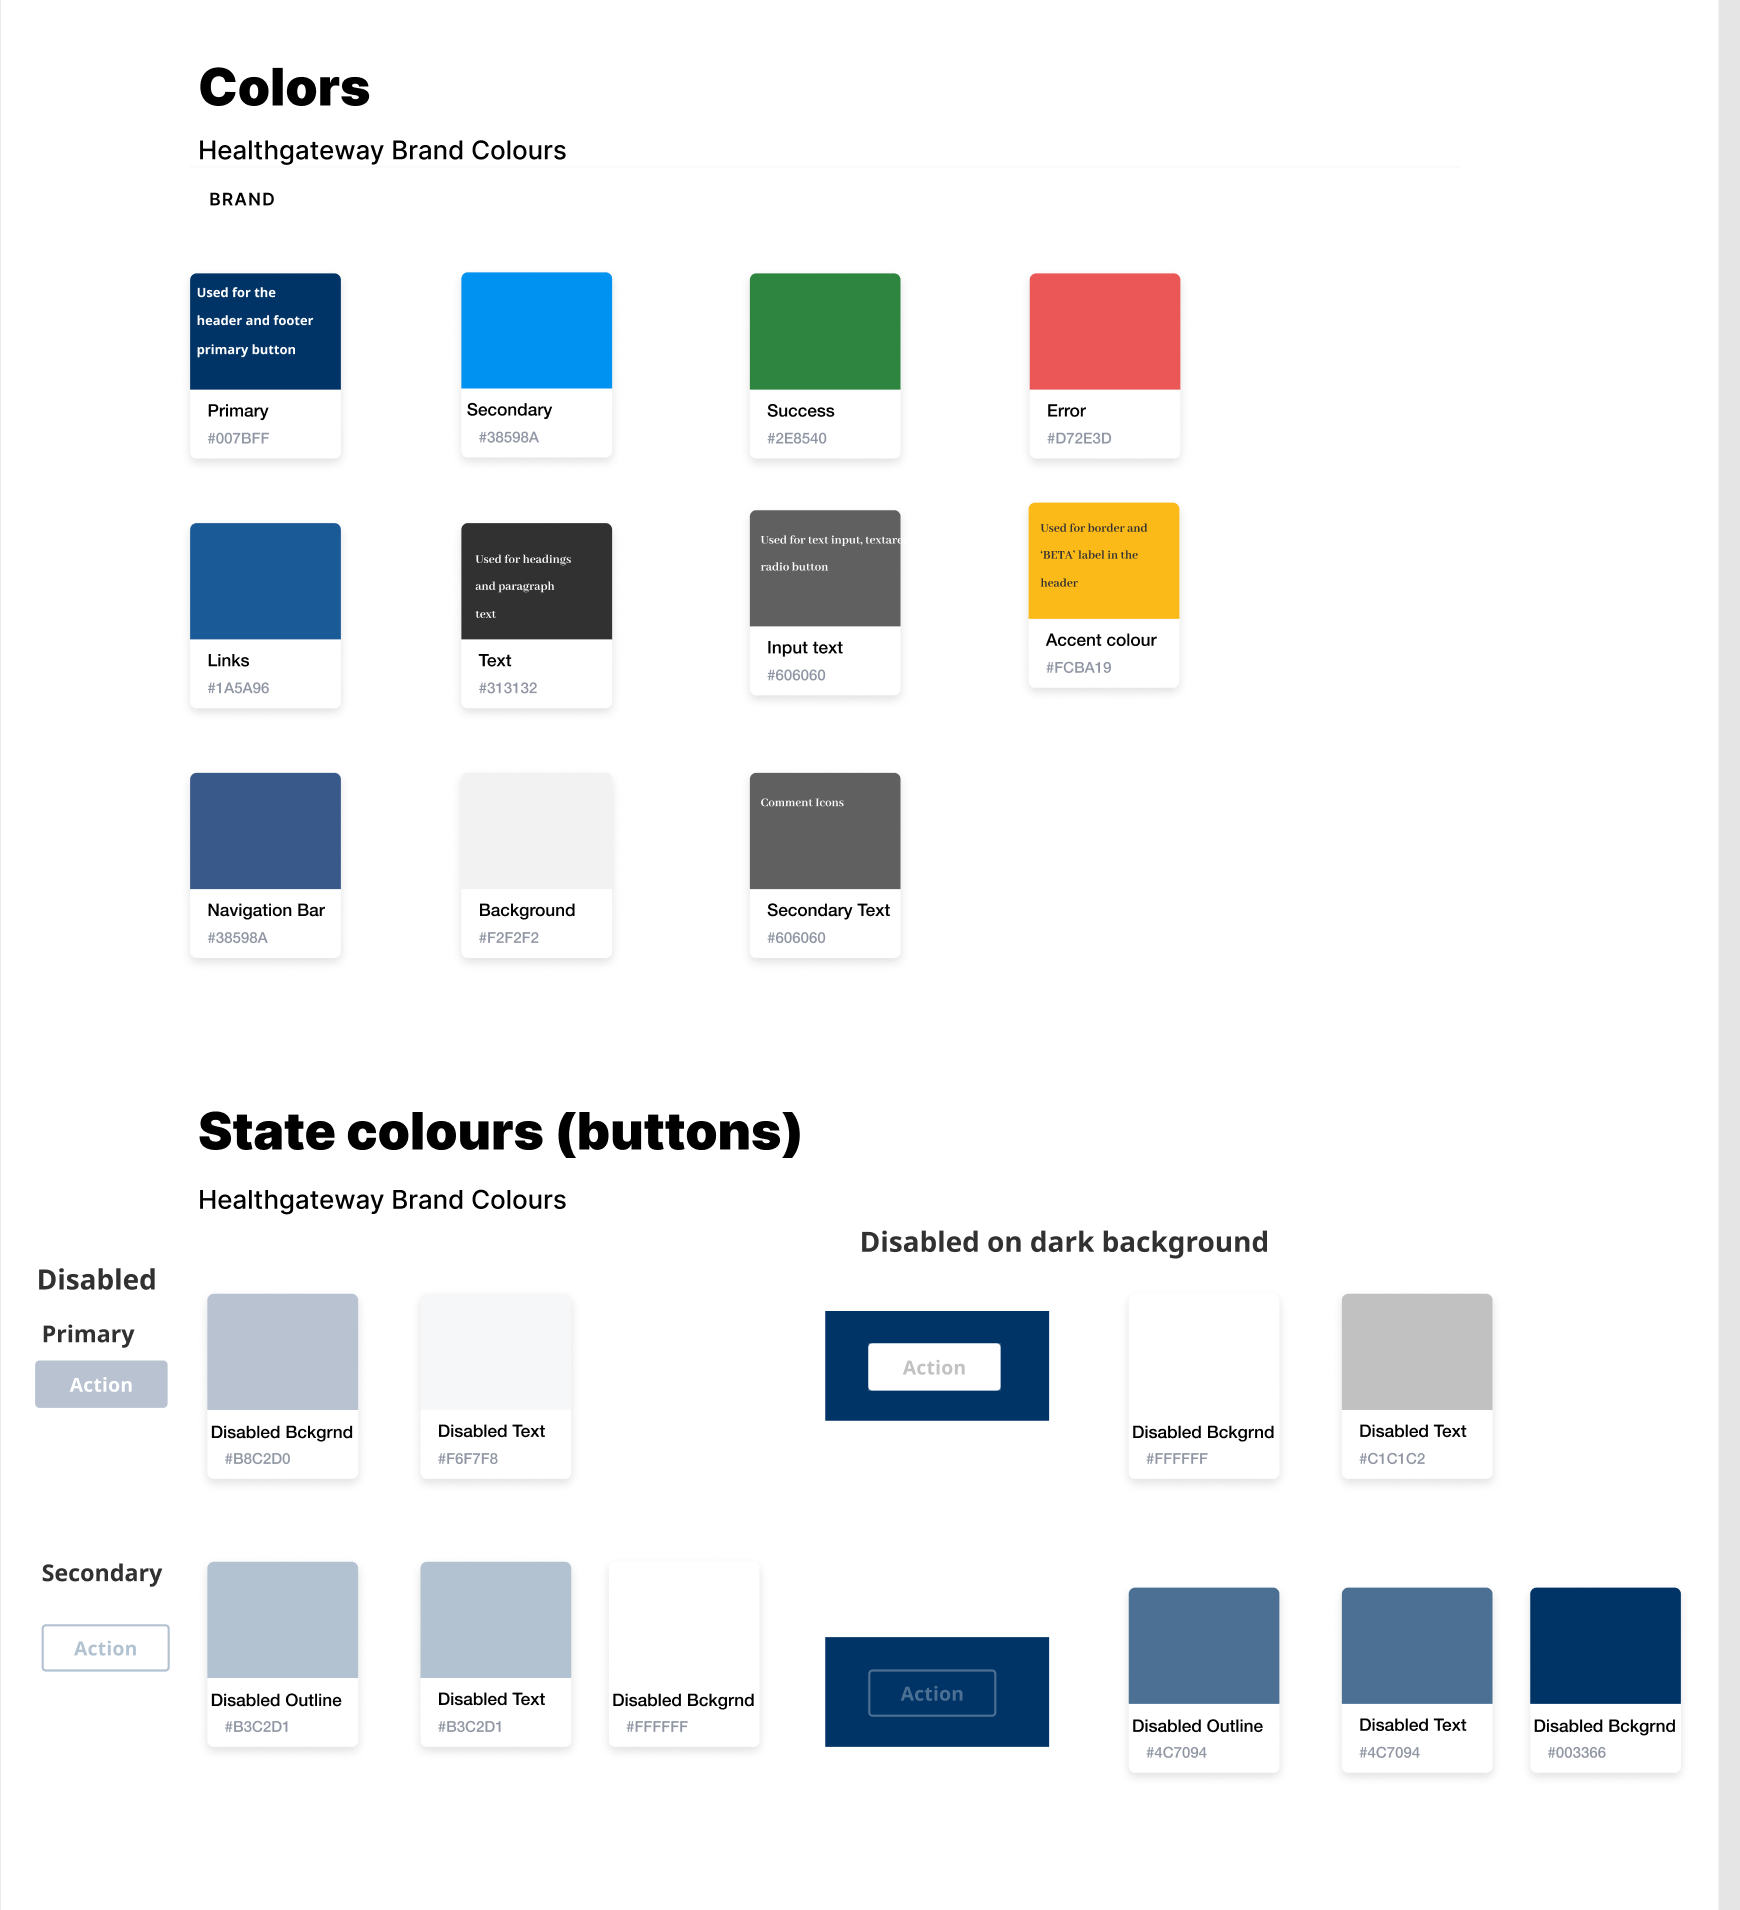 Colors
Healthgateway Brand Colours
BRAND
Used for the
header and footer
primary button
Primary
#007BFF
Secondary
#38598A
Success
#2E8540
Error
#D72E3D
Links
#1A5A96
Used for headings
and paragraph
text
Text
#313132
Used for text input, textare
radio button
Input text
#606060
Used for border and
‘BETA’ label in the
header
Accent colour
#FCBA19
Navigation Bar
#38598A
Background
#F2F2F2
Comment Icons
Secondary Text
#606060
State colours (buttons)
Healthgateway Brand Colours
Disabled
Primary
Action
Disabled Bckgrnd
#B8C2D0
Disabled Text
#F6F7F8
Disabled on dark background
Action
Disabled Bckgrnd
#FFFFFF
Disabled Text
#C1C1C2
Secondary
Action
Disabled Outline
#B3C2D1
Disabled Text
#B3C2D1
Disabled Bckgrnd
#FFFFFF
Action
Disabled Outline
#4C7094
Disabled Text
#4C7094
Disabled Bckgrnd
#003366